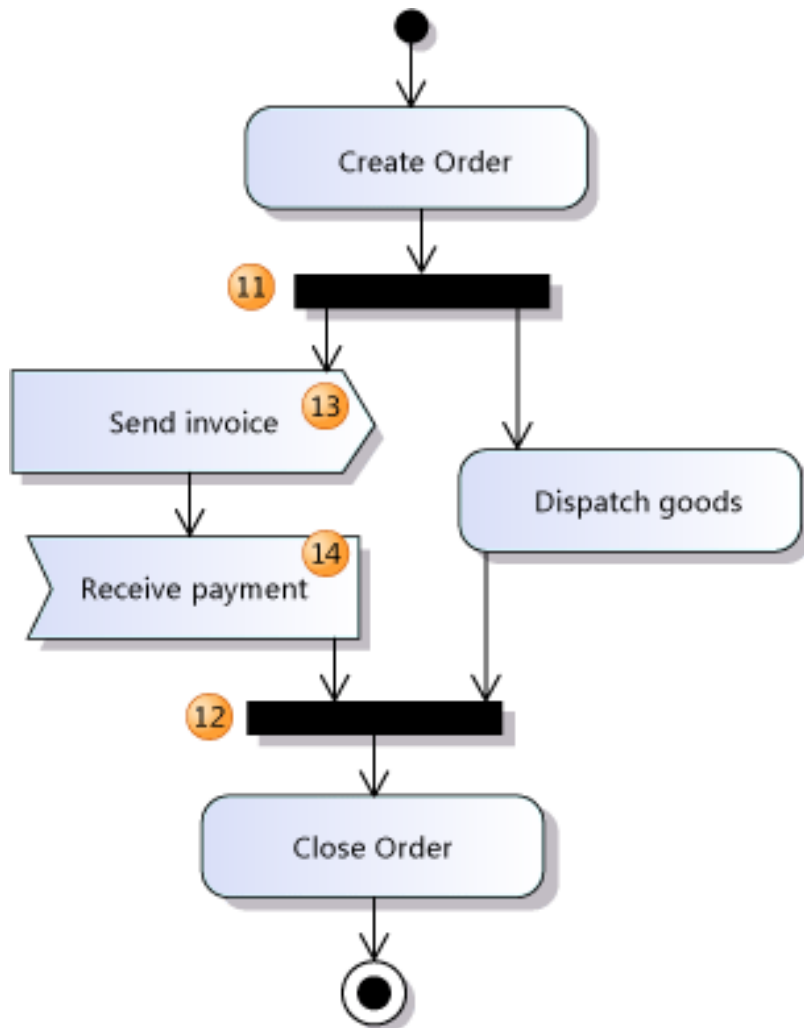 Create Order
11
Send invoice
13
Dispatch goods
Receive payment
14
12
Close Order